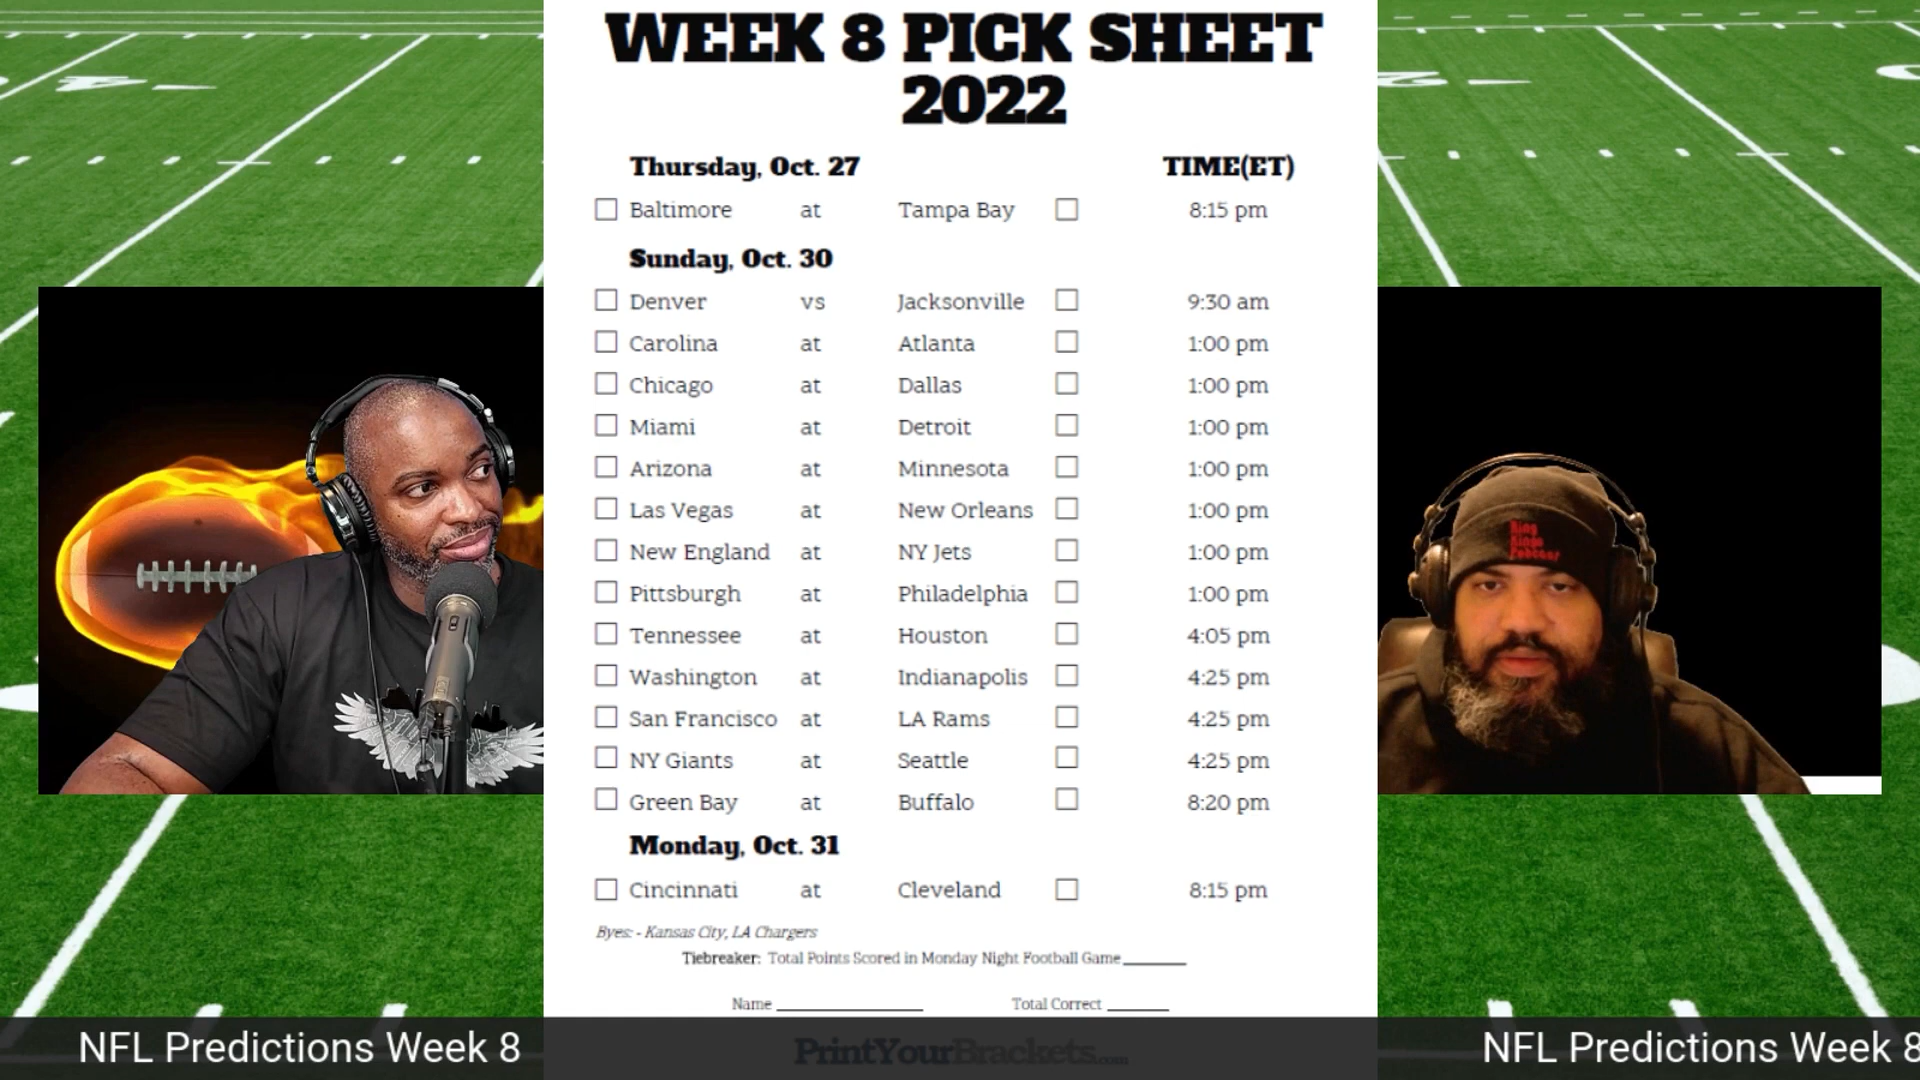 WEEK 8 PICK SHEET
2022
Thursday, Oct. 27 TIME(ET)
Baltimore at Tampa Bay 8:15 pm
Sunday, Oct. 30
Denver vs Jacksonville 9:30 am
Carolina at Atlanta 1:00 pm
Chicago at Dallas 1:00 pm
Miami at Detroit 1:00 pm
Arizona at Minnesota 1:00 pm
Las Vegas at New Orleans 1:00 pm
New England at NY Jets 1:00 pm
Pittsburgh at Philadelphia 1:00 pm
Tennessee at Houston 4:05 pm
Washington at Indianapolis 4:25 pm
San Francisco at LA Rams 4:25 pm
NY Giants at Seattle 4:25 pm
Green Bay at Buffalo 8:20 pm
Monday, Oct. 31
Cincinnati at Cleveland 8:15 pm
Byes: - Kansas City, LA Chargers
Tiebreaker: Total Points Scored in Monday Night Football Game
Name Total Correct
PrintYourBrackets.com
King
Kinge
Podcast
NFL Predictions Week 8
NFL Predictions Week 8